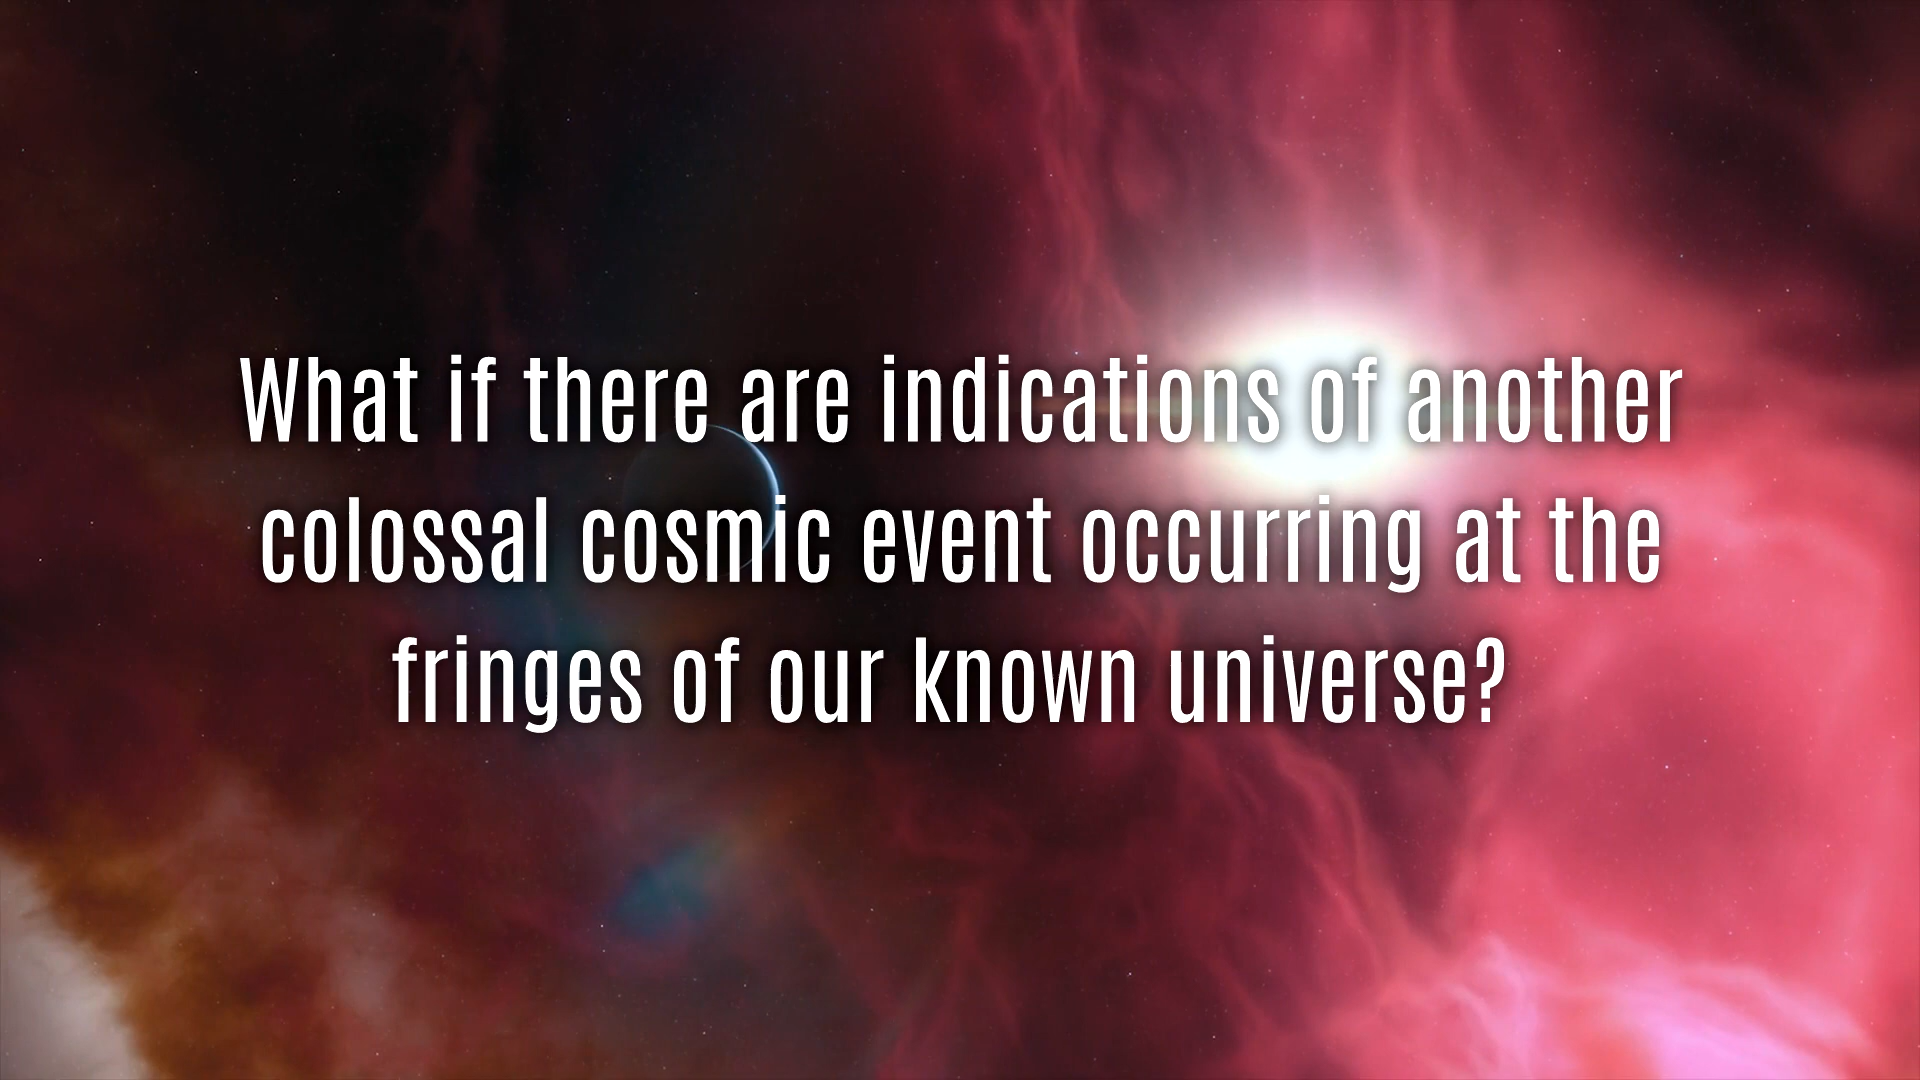 What if there are indications of another
colossal cosmic event occurring at the
fringes of our known universe?